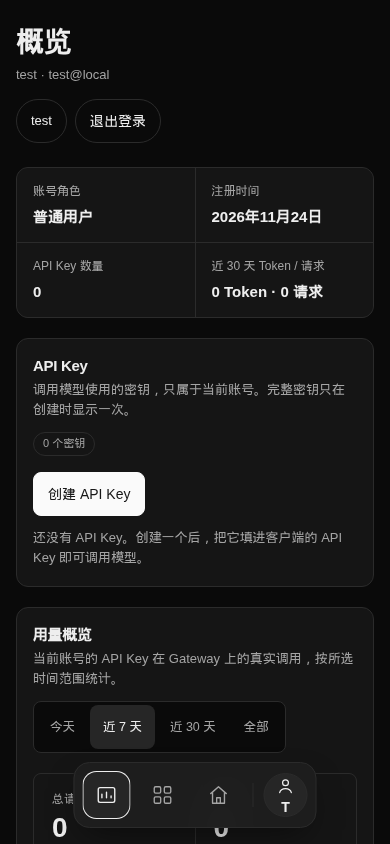 概览
test · test@local
test
退出登录
账号角色
普通用户
注册时间
2026年11月24日
API Key 数量
0
近 30 天 Token / 请求
0 Token · 0 请求
API Key
调用模型使用的密钥，只属于当前账号。完整密钥只在
创建时显示一次。
0 个密钥
创建 API Key
还没有 API Key。创建一个后，把它填进客户端的 API
Key 即可调用模型。
用量概览
当前账号的 API Key 在 Gateway 上的真实调用，按所选
时间范围统计。
今天
近 7 天
近 30 天
全部
总请
0
0
T